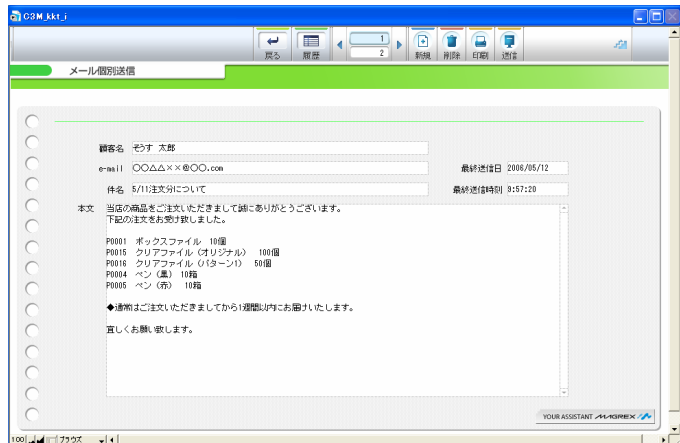 C3M_kkt_i
戻る
履歴
1
2
新規
削除
印刷
送信
メール個別送信
顧客名 そうす 太郎
e-mail 〇〇△△××@〇〇.com
最終送信日 2006/05/12
件名 5/11注文分について
最終送信時刻 9:57:20
本文 当店の商品をご注文いただきまして誠にありがとうございます。
下記の注文をお受け致しました。
P0001 ボックスファイル 10個
P0015 クリアファイル（オリジナル） 100個
P0016 クリアファイル（パターン1） 50個
P0004 ペン（黒） 10箱
P0005 ペン（赤） 10箱
◆通常はご注文いただきましてから1週間以内にお届けいたします。
宜しくお願い致します。
YOUR ASSISTANT MAGREX
100 ブラウズ